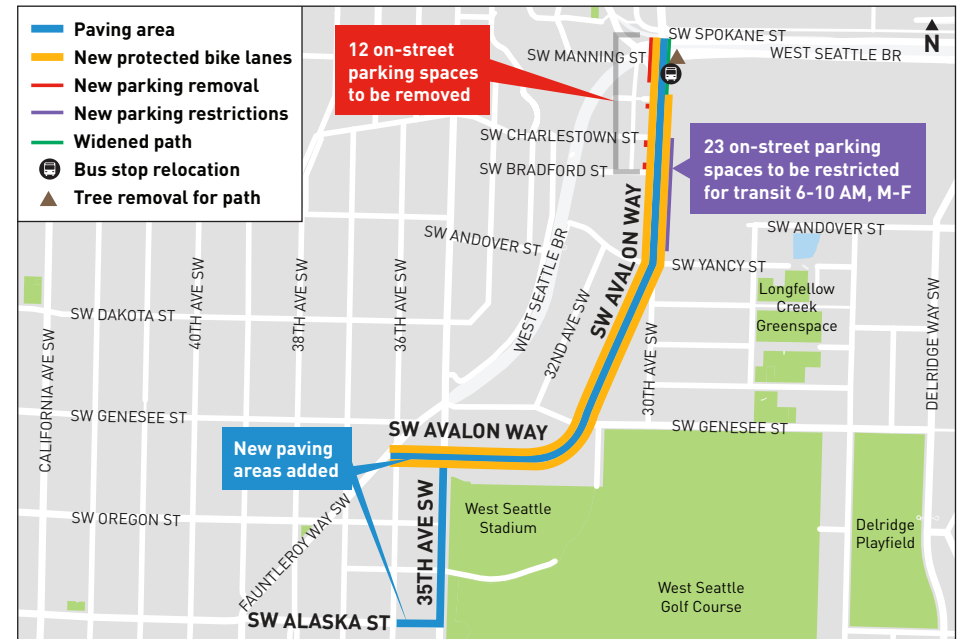 Paving area
New protected bike lanes
New parking removal
New parking restrictions
Widened path
Bus stop relocation
Tree removal for path
12 on-street
parking spaces
to be removed
SW SPOKANE ST
SW MANNING ST
WEST SEATTLE BR
N
SW CHARLESTOWN ST
SW BRADFORD ST
23 on-street parking
spaces to be restricted
for transit 6-10 AM, M-F
SW ANDOVER ST
SW ANDOVER ST
SW YANCY ST
Longfellow
Creek
Greenspace
WEST SEATTLE BR
SW AVALON WAY
32ND AVE SW
30TH AVE SW
DELRIDGE WAY SW
40TH AVE SW
38TH AVE SW
36TH AVE SW
CALIFORNIA AVE SW
SW DAKOTA ST
SW GENESEE ST
SW AVALON WAY
SW GENESEE ST
New paving
areas added
SW OREGON ST
FAUNTLEROY WAY SW
35TH AVE SW
West Seattle
Stadium
Delridge
Playfield
West Seattle
Golf Course
SW ALASKA ST